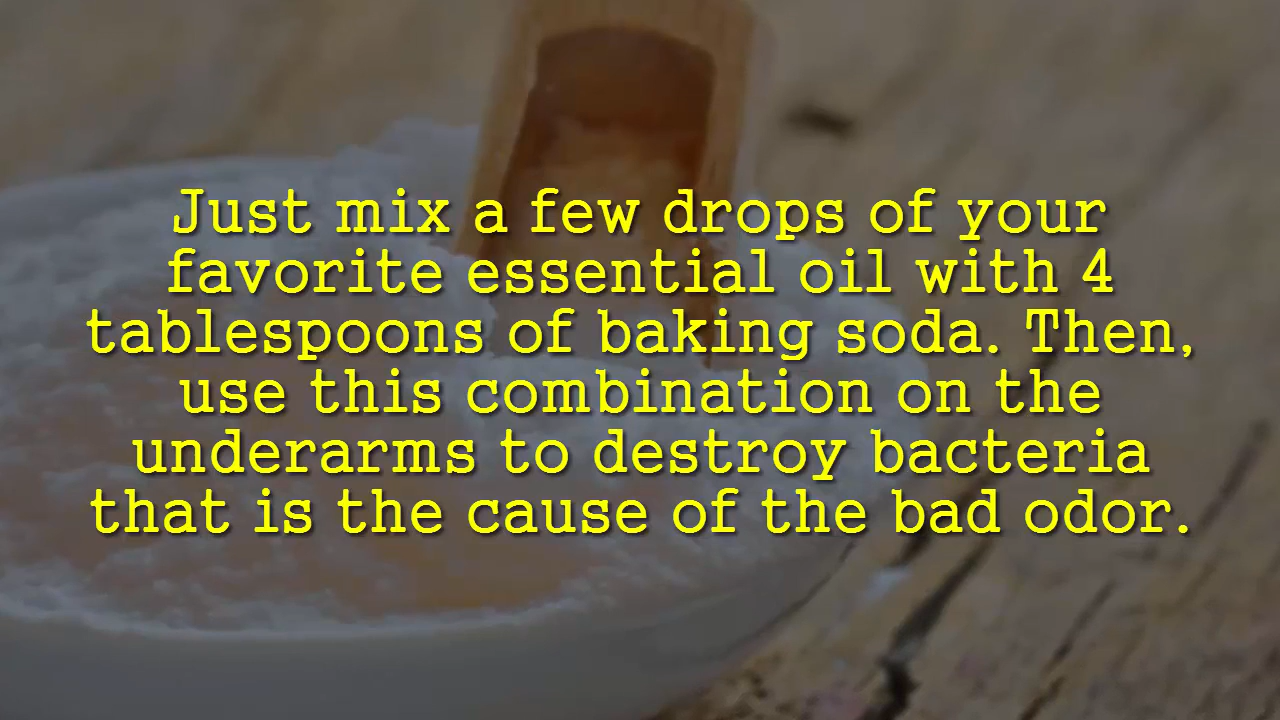 Just mix a few drops of your
favorite essential oil with 4
tablespoons of baking soda. Then,
use this combination on the
underarms to destroy bacteria
that is the cause of the bad odor.